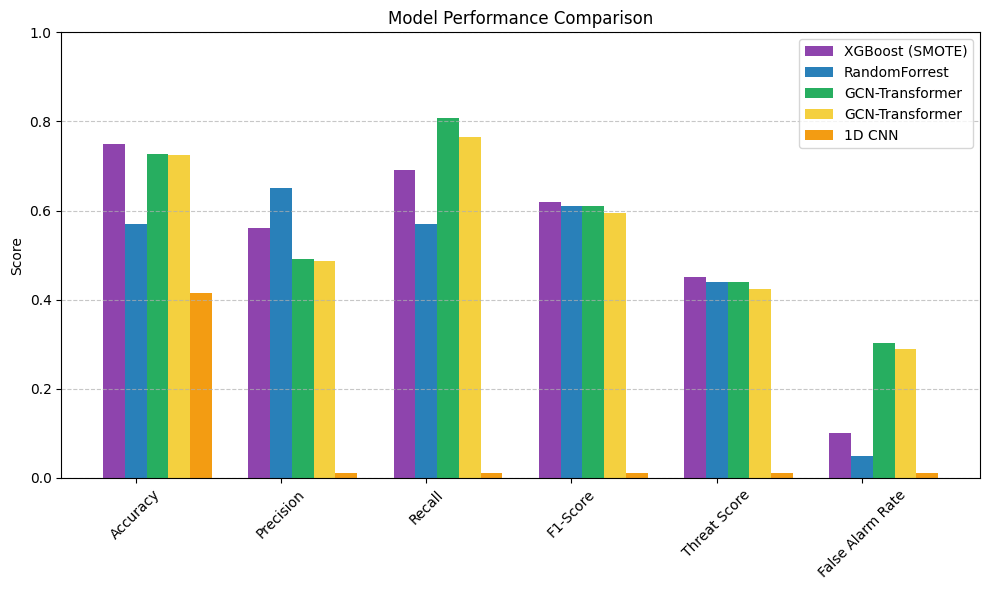 Model Performance Comparison
XGBoost (SMOTE)
RandomForrest
GCN-Transformer
GCN-Transformer
1D CNN
Score
1.0
0.8
0.6
0.4
0.2
0.0
Accuracy
Precision
Recall
F1-Score
Threat Score
False Alarm Rate